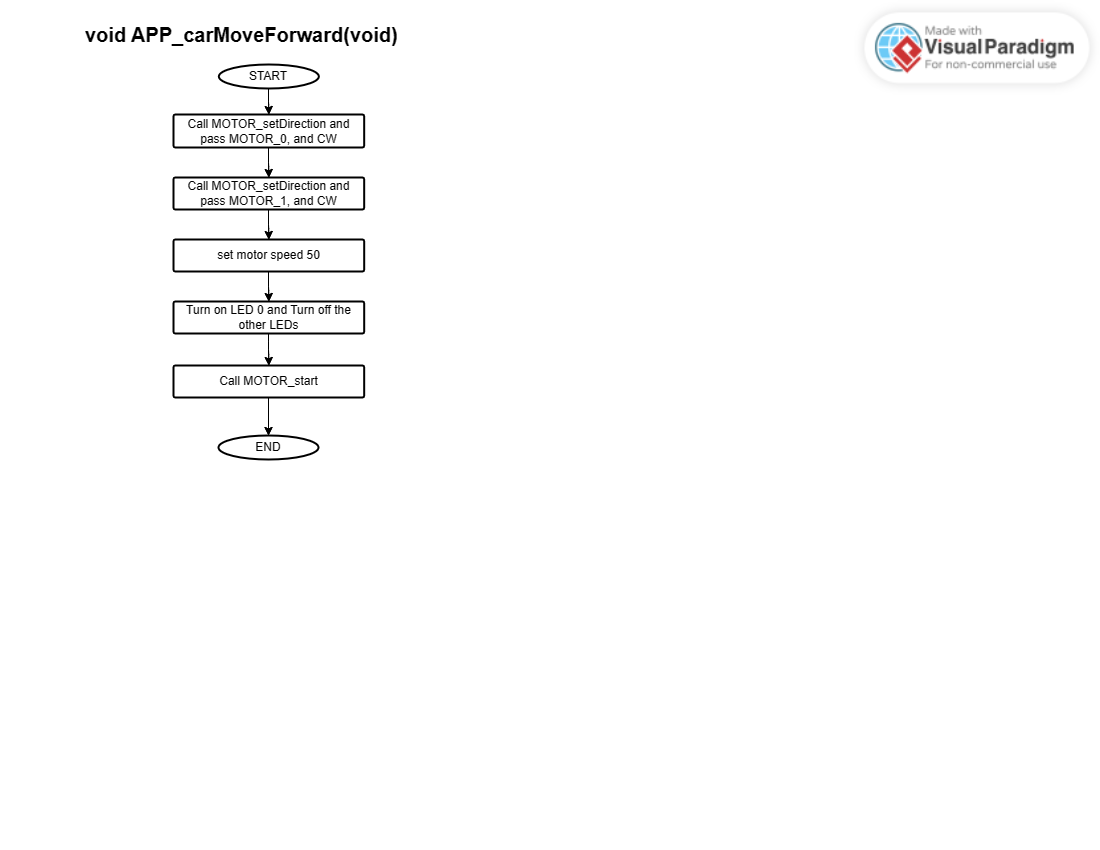 void APP_carMoveForward(void)
Made with
Visual Paradigm
For non-commercial use
START
Call MOTOR_setDirection and
pass MOTOR_0, and CW
Call MOTOR_setDirection and
pass MOTOR_1, and CW
set motor speed 50
Turn on LED 0 and Turn off the
other LEDs
Call MOTOR_start
END